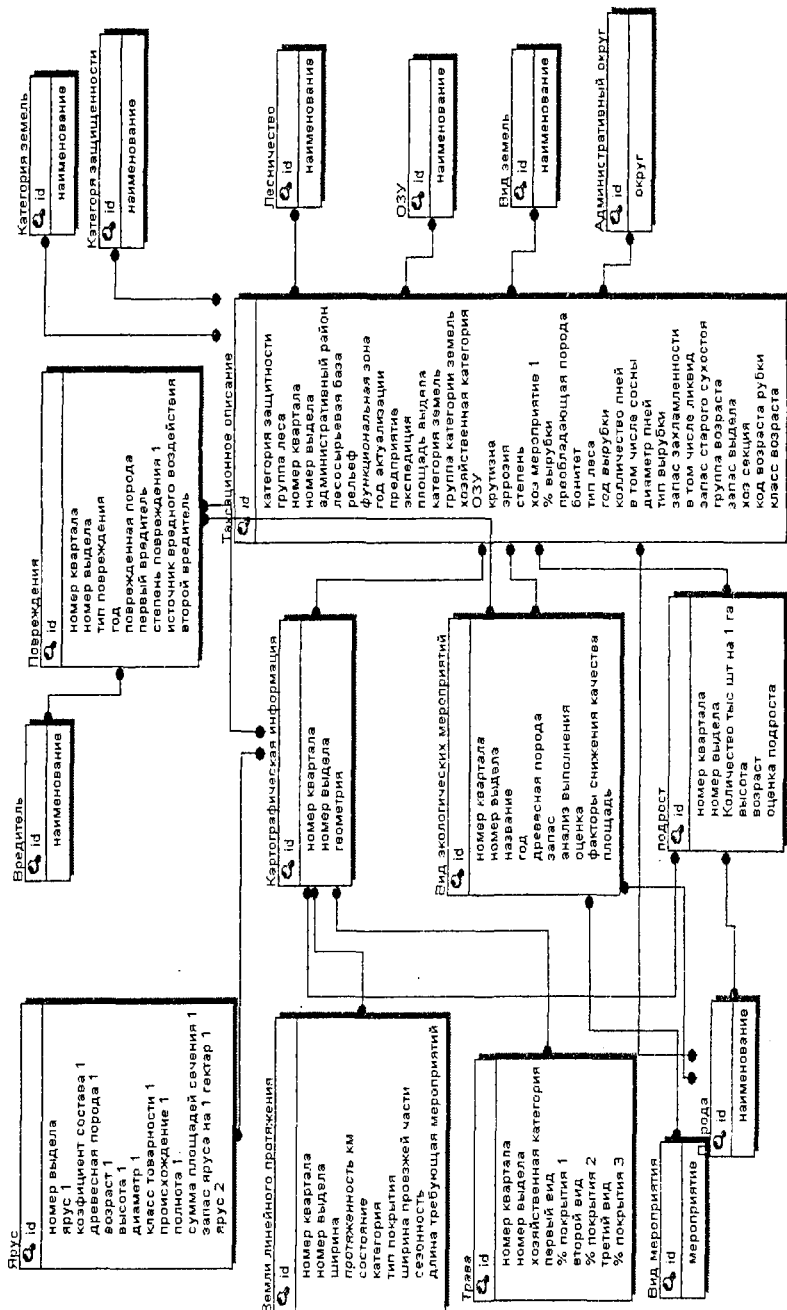 Ярус
id
номер выдела
ярус 1
коэфициент состава 1
древесная порода 1
возраст 1
высота 1
диаметр 1
класс товарности 1
происхождение 1
полнота 1
сумма площадей сечения 1
запас яруса на 1 гектар 1
ярус 2
Вредитель
id
наименование
Повреждения
id
номер квартала
номер выдела
тип повреждения
год
поврежденная порода
первый вредитель
степень повреждения 1
источник вредного воздействия
второй вредитель
Категория земель
id
наименование
Категоря защищенности
id
наименование
Земли линейного протяжения
id
номер квартала
номер выдела
ширина
протяженность км
состояние
категория
тип покрытия
ширина проезжей части
сезонность
длина требующая мероприятий
Картографическая информация
id
номер квартала
номер выдела
геометрия
Таксационное описание
id
категория защитности
группа леса
номер квартала
номер выдела
административный район
лесосырьевая база
рельеф
функциональная зона
год актуализации
предприятие
экспедиция
площадь выдела
категория земель
группа категории земель
хозяйственная категория
ОЗУ
крутизна
эррозия
степень
хоз мероприятие 1
% вырубки
преобладающая порода
бонитет
тип леса
год вырубки
колличество пней
в том числе сосны
диаметр пней
тип вырубки
запас захламленности
в том числе ликвид
запас старого сухостоя
группа возраста
запас выдела
хоз секция
код возраста рубки
класс возраста
Лесничество
id
наименование
ОЗУ
id
наименование
Вид земель
id
наименование
Административный округ
id
округ
Трава
id
номер квартала
номер выдела
хозяйственная категория
первый вид
% покрытия 1
второй вид
% покрытия 2
третий вид
% покрытия 3
Вид экологических мероприятий
id
номер квартала
номер выдела
название
год
древесная порода
запас
анализ выполнения
оценка
факторы снижения качества
площадь
Вид мероприятия
id
мероприятие
id
наименование
подрост
id
номер квартала
номер выдела
Количество тыс шт на 1 га
высота
возраст
оценка подроста